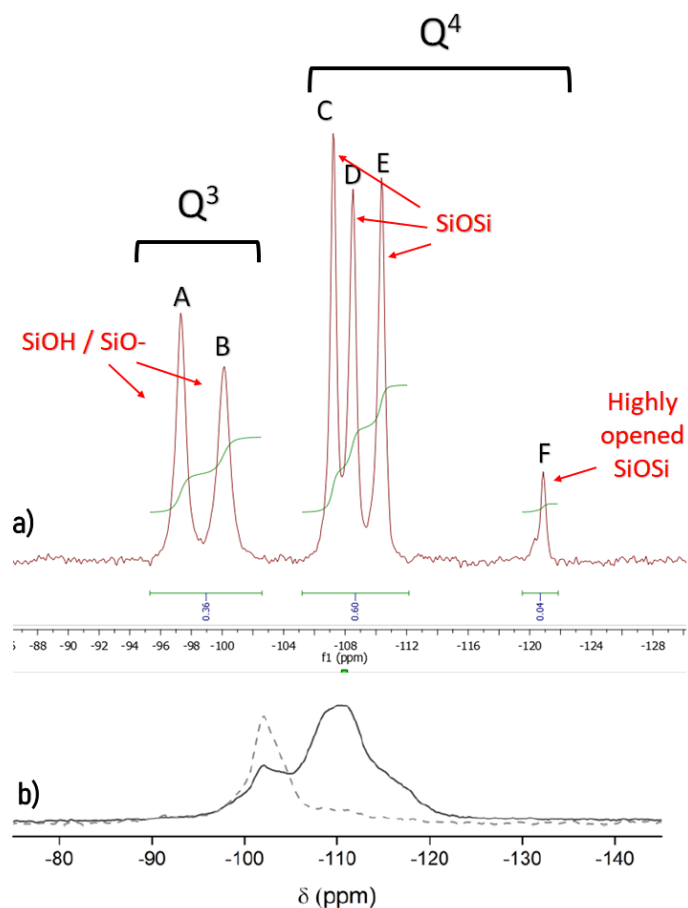 Q4
C
D
E
Q3
SiOSi
A
SiOH / SiO-
B
Highly
opened
SiOSi
F
a)
0.36
0.60
0.04
-88 -90 -92 -94 -96 -98 -100 -104 -108 -112 -116 -120 -124 -128
f1 (ppm)
b)
-80 -90 -100 -110 -120 -130 -140
δ (ppm)